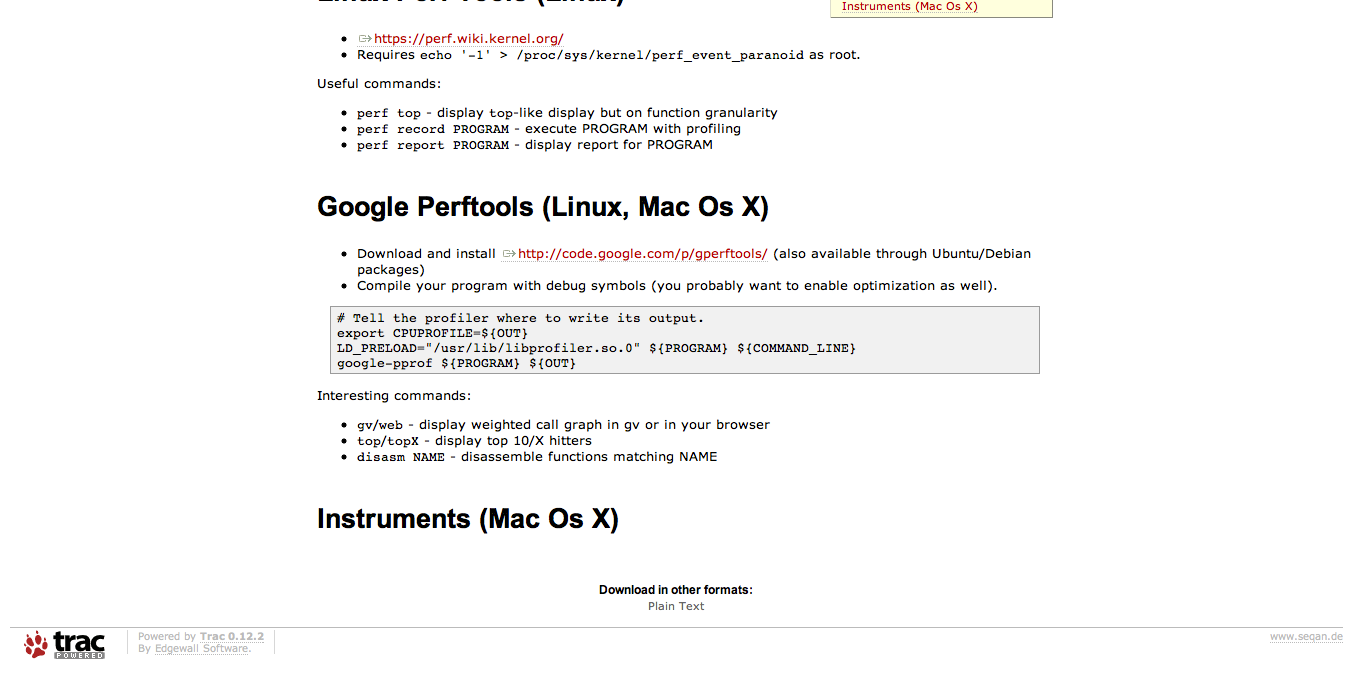 Linux Perf Tools (Linux)
Instruments (Mac Os X)
https://perf.wiki.kernel.org/
Requires echo '-1' > /proc/sys/kernel/perf_event_paranoid as root.
Useful commands:
perf top - display top-like display but on function granularity
perf record PROGRAM - execute PROGRAM with profiling
perf report PROGRAM - display report for PROGRAM
Google Perftools (Linux, Mac Os X)
Download and install http://code.google.com/p/gperftools/ (also available through Ubuntu/Debian
packages)
Compile your program with debug symbols (you probably want to enable optimization as well).
# Tell the profiler where to write its output.
export CPUPROFILE=${OUT}
LD_PRELOAD="/usr/lib/libprofiler.so.0" ${PROGRAM} ${COMMAND_LINE}
google-pprof ${PROGRAM} ${OUT}
Interesting commands:
gv/web - display weighted call graph in gv or in your browser
top/topX - display top 10/X hitters
disasm NAME - disassemble functions matching NAME
Instruments (Mac Os X)
Download in other formats:
Plain Text
trac
POWERED
Powered by Trac 0.12.2
By Edgewall Software.
www.seqan.de